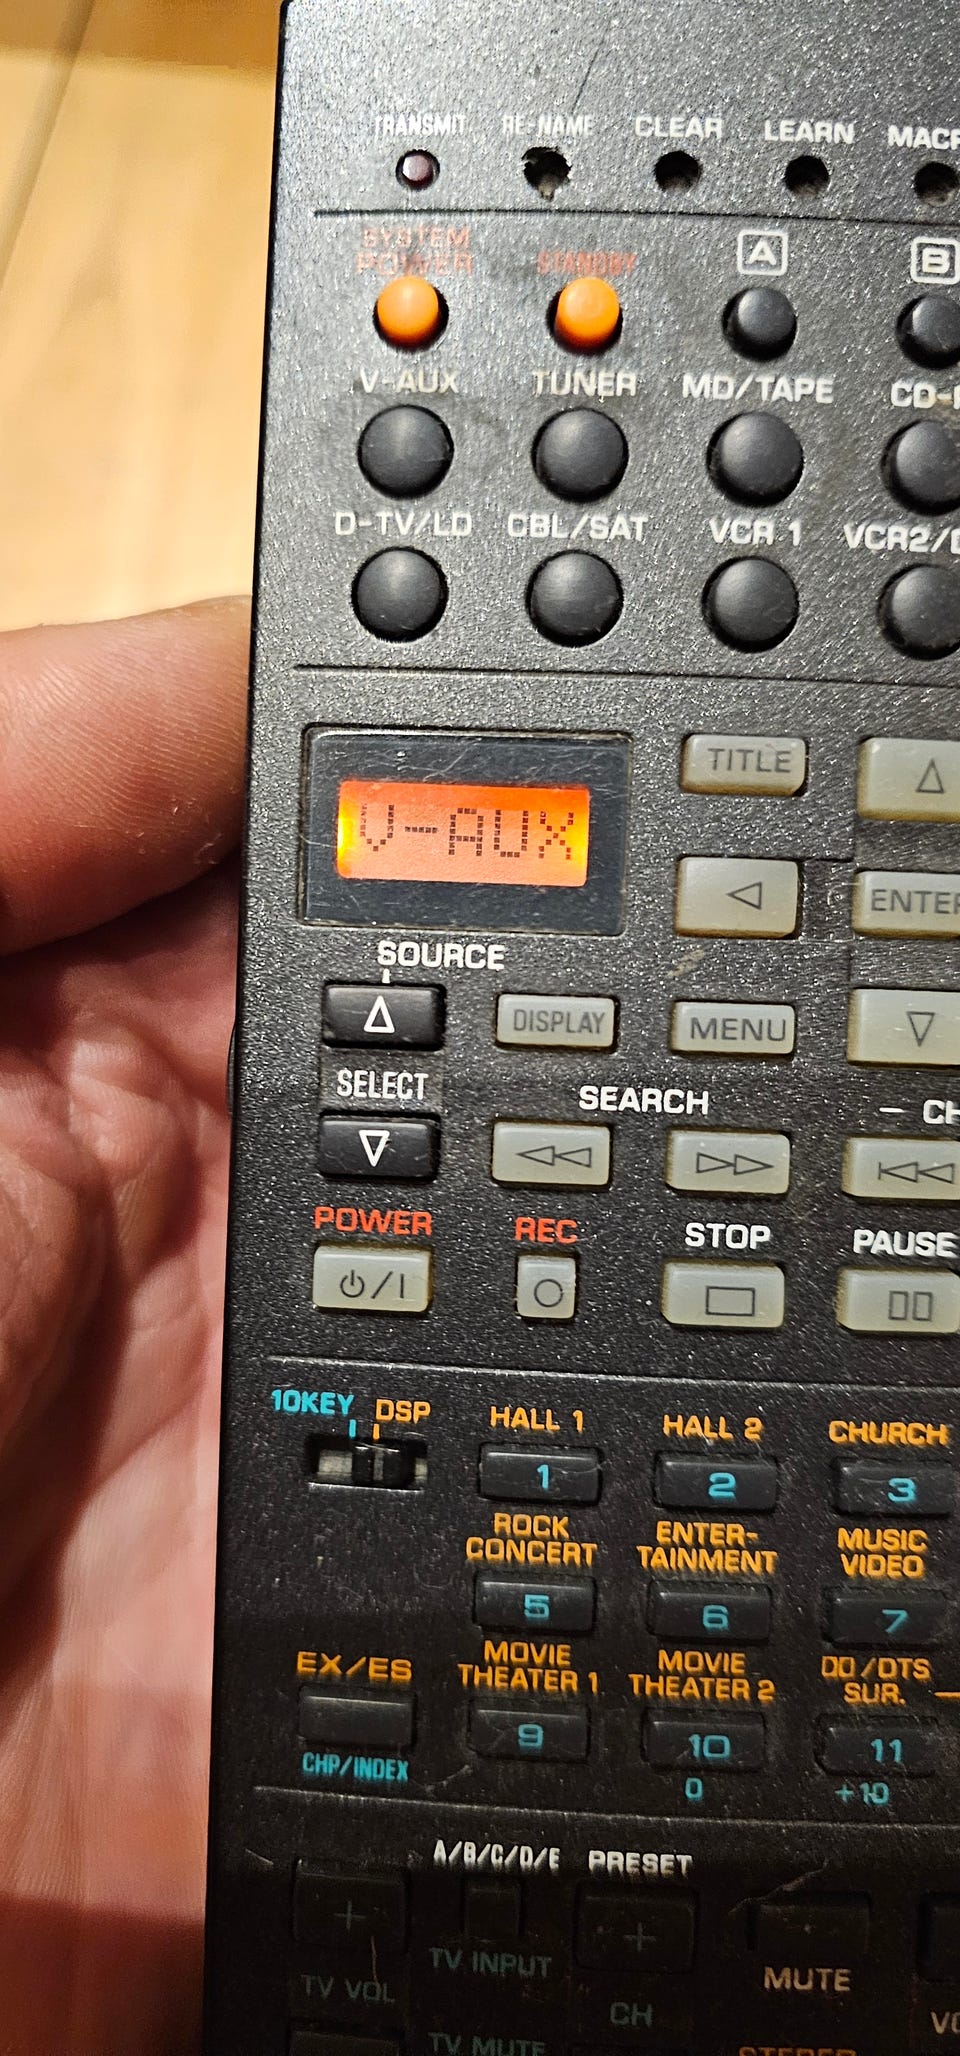 TRANSMIT RE-NAME CLEAR LEARN
SYSTEM
POWER STANDBY A B
V-AUX TUNER MD/TAPE
D-TV/LD CBL/SAT VCR 1
TITLE
V-AUX
ENTER
SOURCE
DISPLAY MENU
SELECT SEARCH – CH
POWER REC STOP PAUSE
⏻/I
10KEY DSP HALL 1 HALL 2 CHURCH
1 2 3
ROCK
CONCERT ENTER-
TAINMENT MUSIC
VIDEO
5 6 7
EX/ES MOVIE
THEATER 1 MOVIE
THEATER 2 DD/DTS
SUR.
9 10 11
CHP/INDEX 0 +10
A/B/C/D/E PRESET
+ +
TV INPUT MUTE
TV VOL CH
TV MUTE STEREO